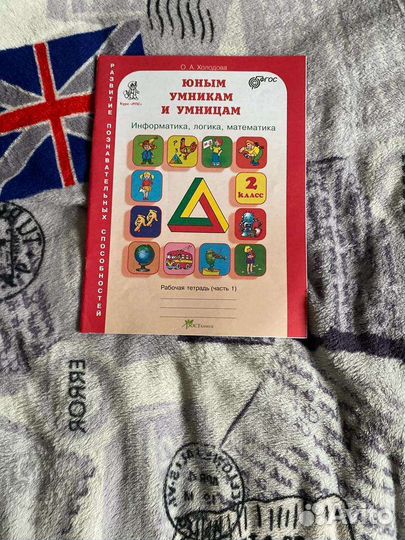 О. А. Холодова
ЮНЫМ
УМНИКАМ
И УМНИЦАМ
Курс «РПС»
ФГОС
Информатика, логика, математика
РАЗВИТИЕ ПОЗНАВАТЕЛЬНЫХ СПОСОБНОСТЕЙ
2
класс
Рабочая тетрадь (часть 1)
РОСТкнига
ERROR
Avito